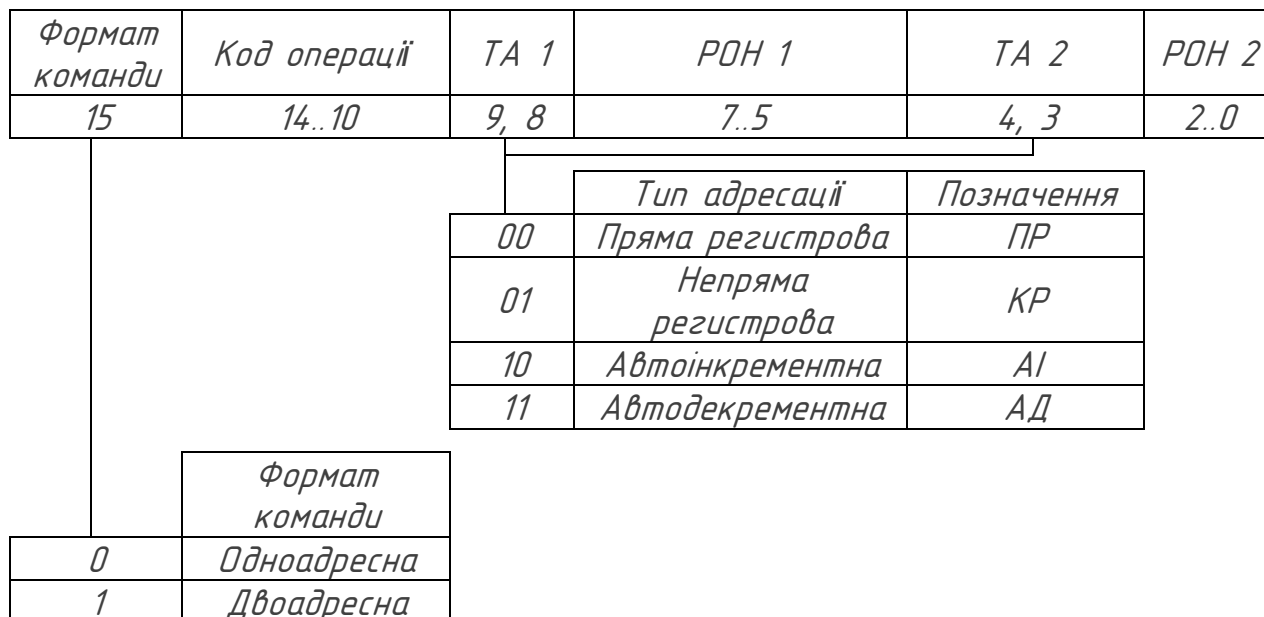 Формат команди Код операції ТА 1 РОН 1 ТА 2 РОН 2
15 14..10 9, 8 7..5 4, 3 2..0
Тип адресації Позначення
00 Пряма регистрова ПР
01 Непряма регистрова КР
10 Автоінкрементна АІ
11 Автодекрементна АД
Формат команди
0 Одноадресна
1 Двоадресна